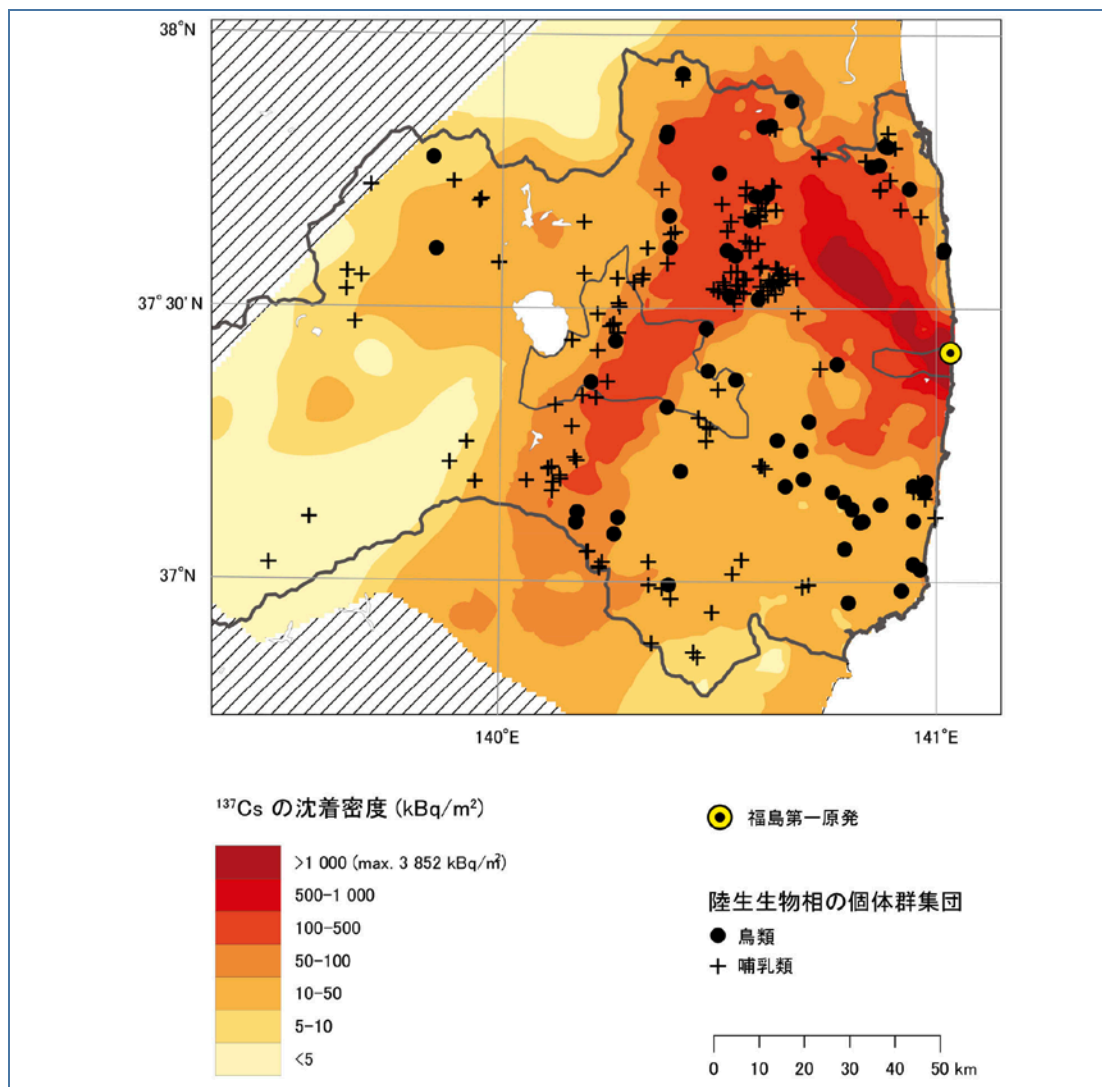 38°N
37°30'N
37°N
140°E
141°E
¹³⁷Cs の沈着密度 (kBq/m²)
>1 000 (max. 3 852 kBq/m²)
500-1 000
100-500
50-100
10-50
5-10
<5
福島第一原発
陸生生物相の個体群集団
鳥類
哺乳類
0 10 20 30 40 50 km